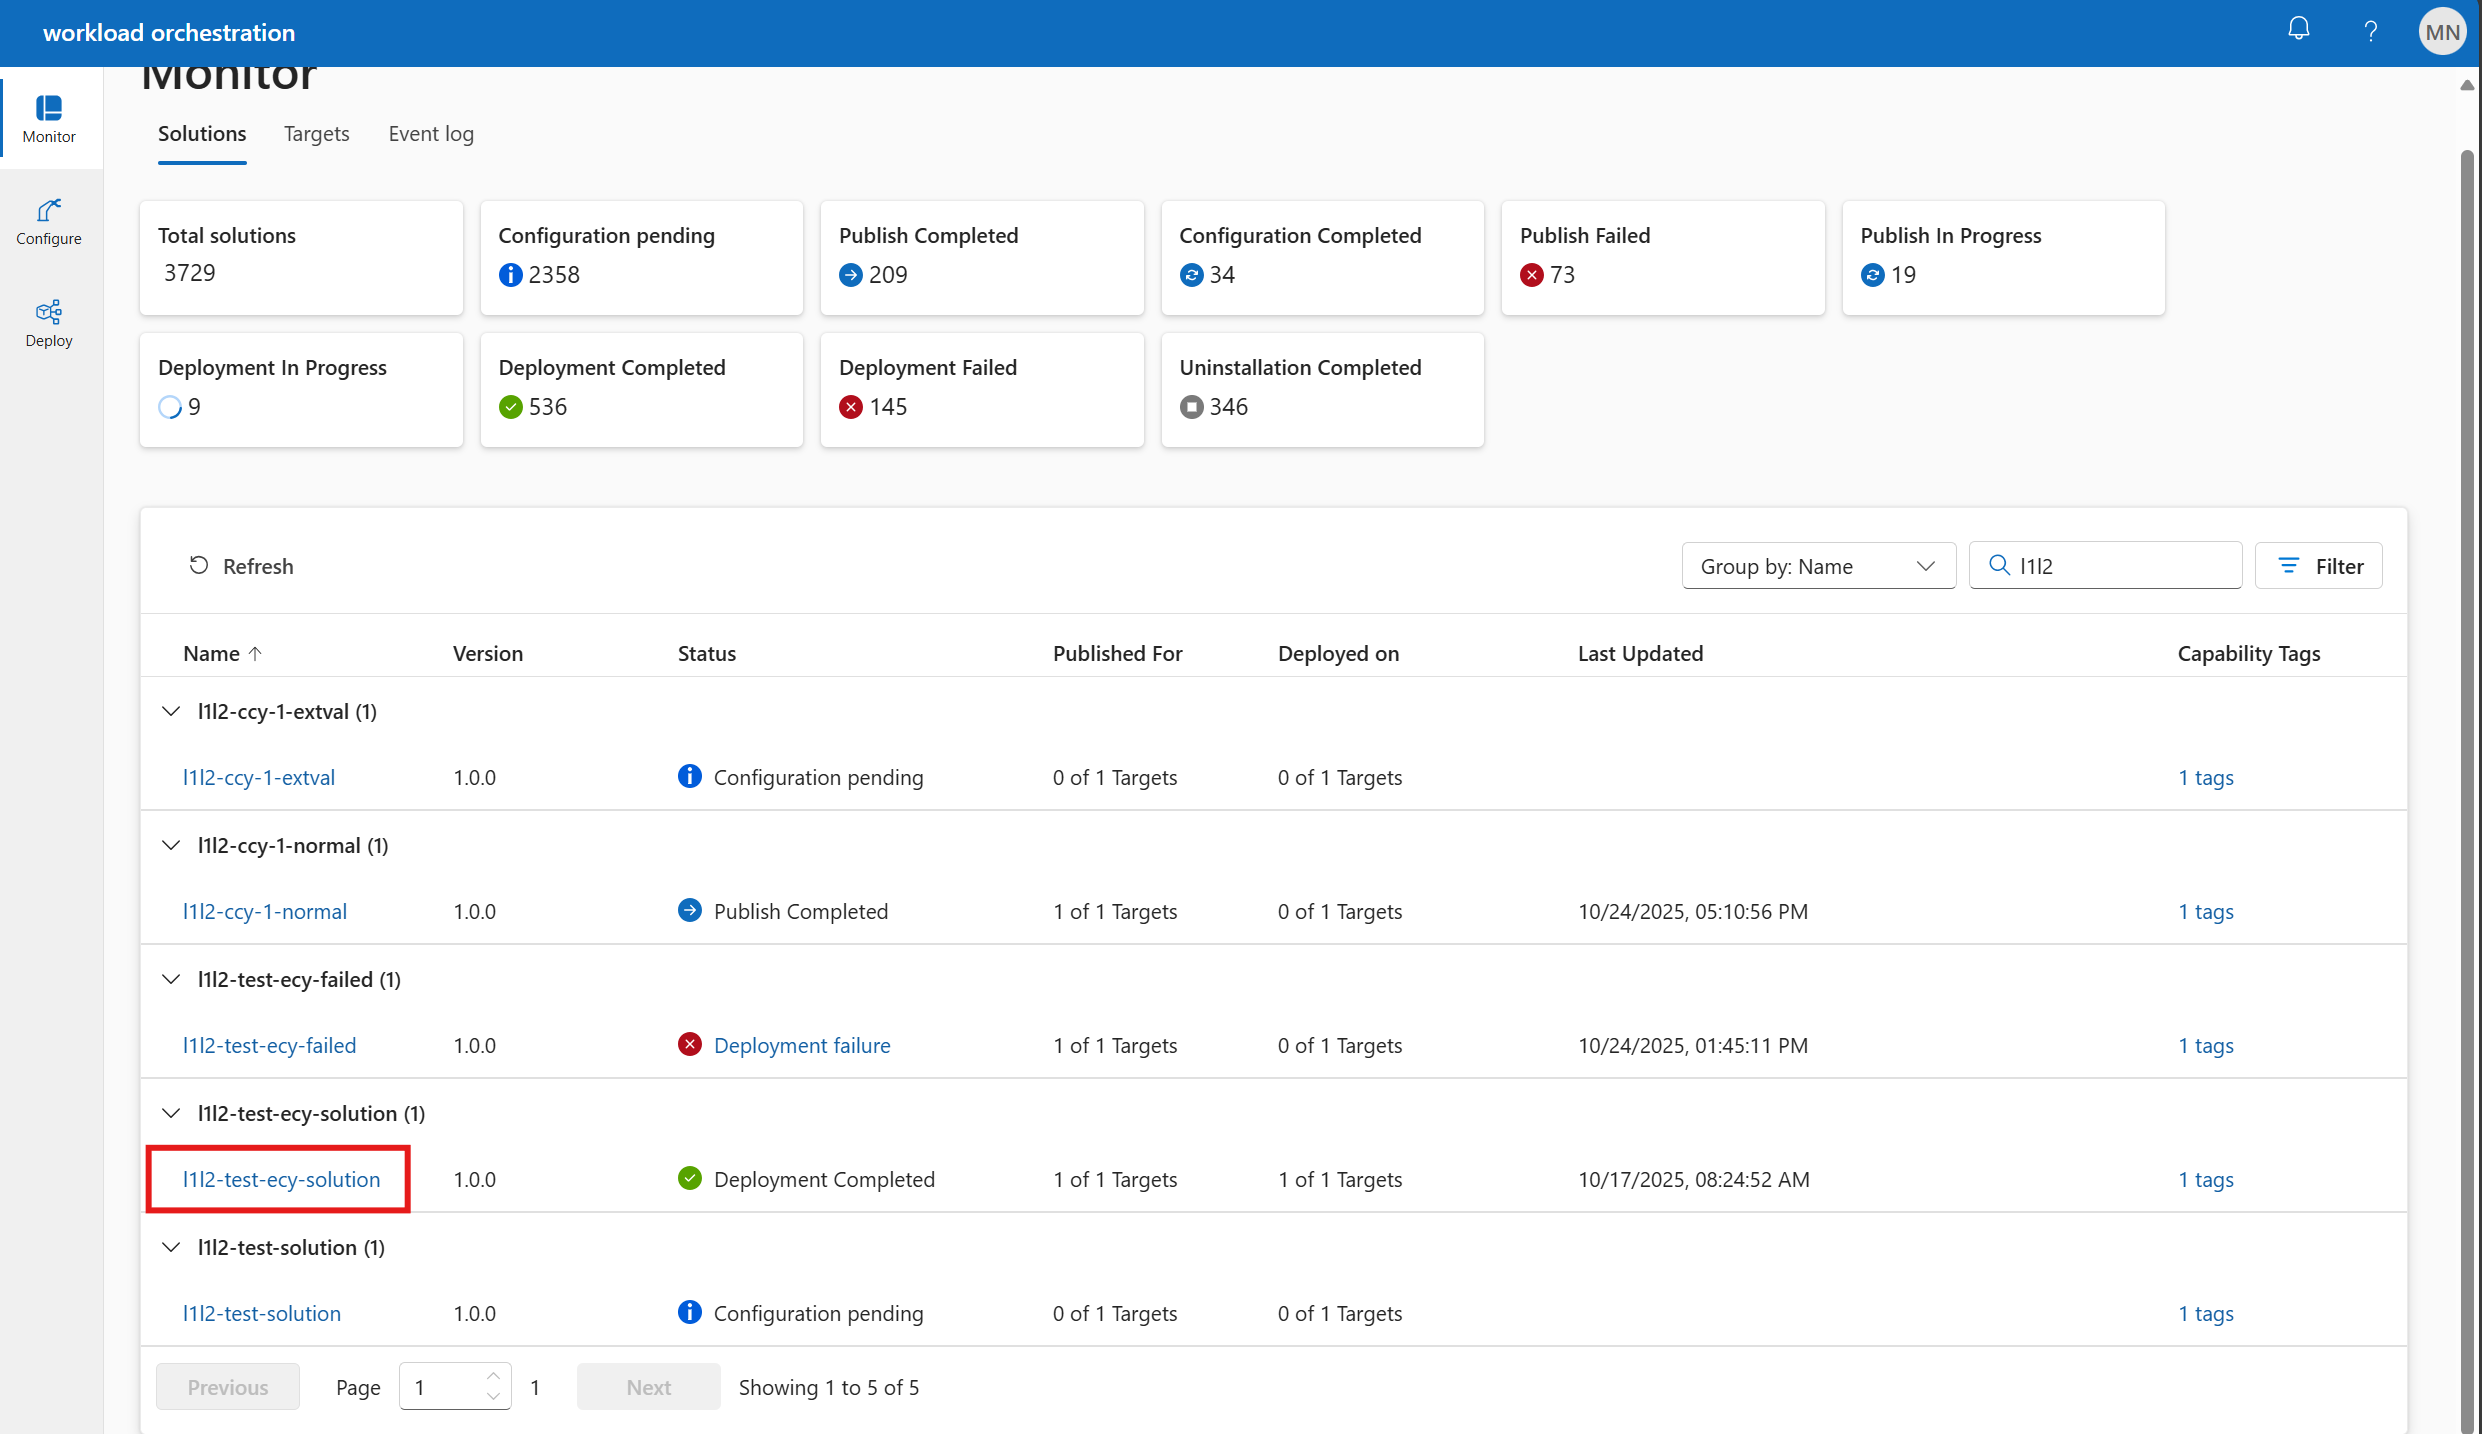 workload orchestration
?
MN
Monitor
Configure
Deploy
Monitor
Solutions Targets Event log
Total solutions
3729
Configuration pending
2358
Publish Completed
209
Configuration Completed
34
Publish Failed
73
Publish In Progress
19
Deployment In Progress
9
Deployment Completed
536
Deployment Failed
145
Uninstallation Completed
346
Refresh Group by: Name l1l2 Filter
Name Version Status Published For Deployed on Last Updated Capability Tags
l1l2-ccy-1-extval (1)
l1l2-ccy-1-extval 1.0.0 Configuration pending 0 of 1 Targets 0 of 1 Targets 1 tags
l1l2-ccy-1-normal (1)
l1l2-ccy-1-normal 1.0.0 Publish Completed 1 of 1 Targets 0 of 1 Targets 10/24/2025, 05:10:56 PM 1 tags
l1l2-test-ecy-failed (1)
l1l2-test-ecy-failed 1.0.0 Deployment failure 1 of 1 Targets 0 of 1 Targets 10/24/2025, 01:45:11 PM 1 tags
l1l2-test-ecy-solution (1)
l1l2-test-ecy-solution 1.0.0 Deployment Completed 1 of 1 Targets 1 of 1 Targets 10/17/2025, 08:24:52 AM 1 tags
l1l2-test-solution (1)
l1l2-test-solution 1.0.0 Configuration pending 0 of 1 Targets 0 of 1 Targets 1 tags
Previous Page 1 1 Next Showing 1 to 5 of 5